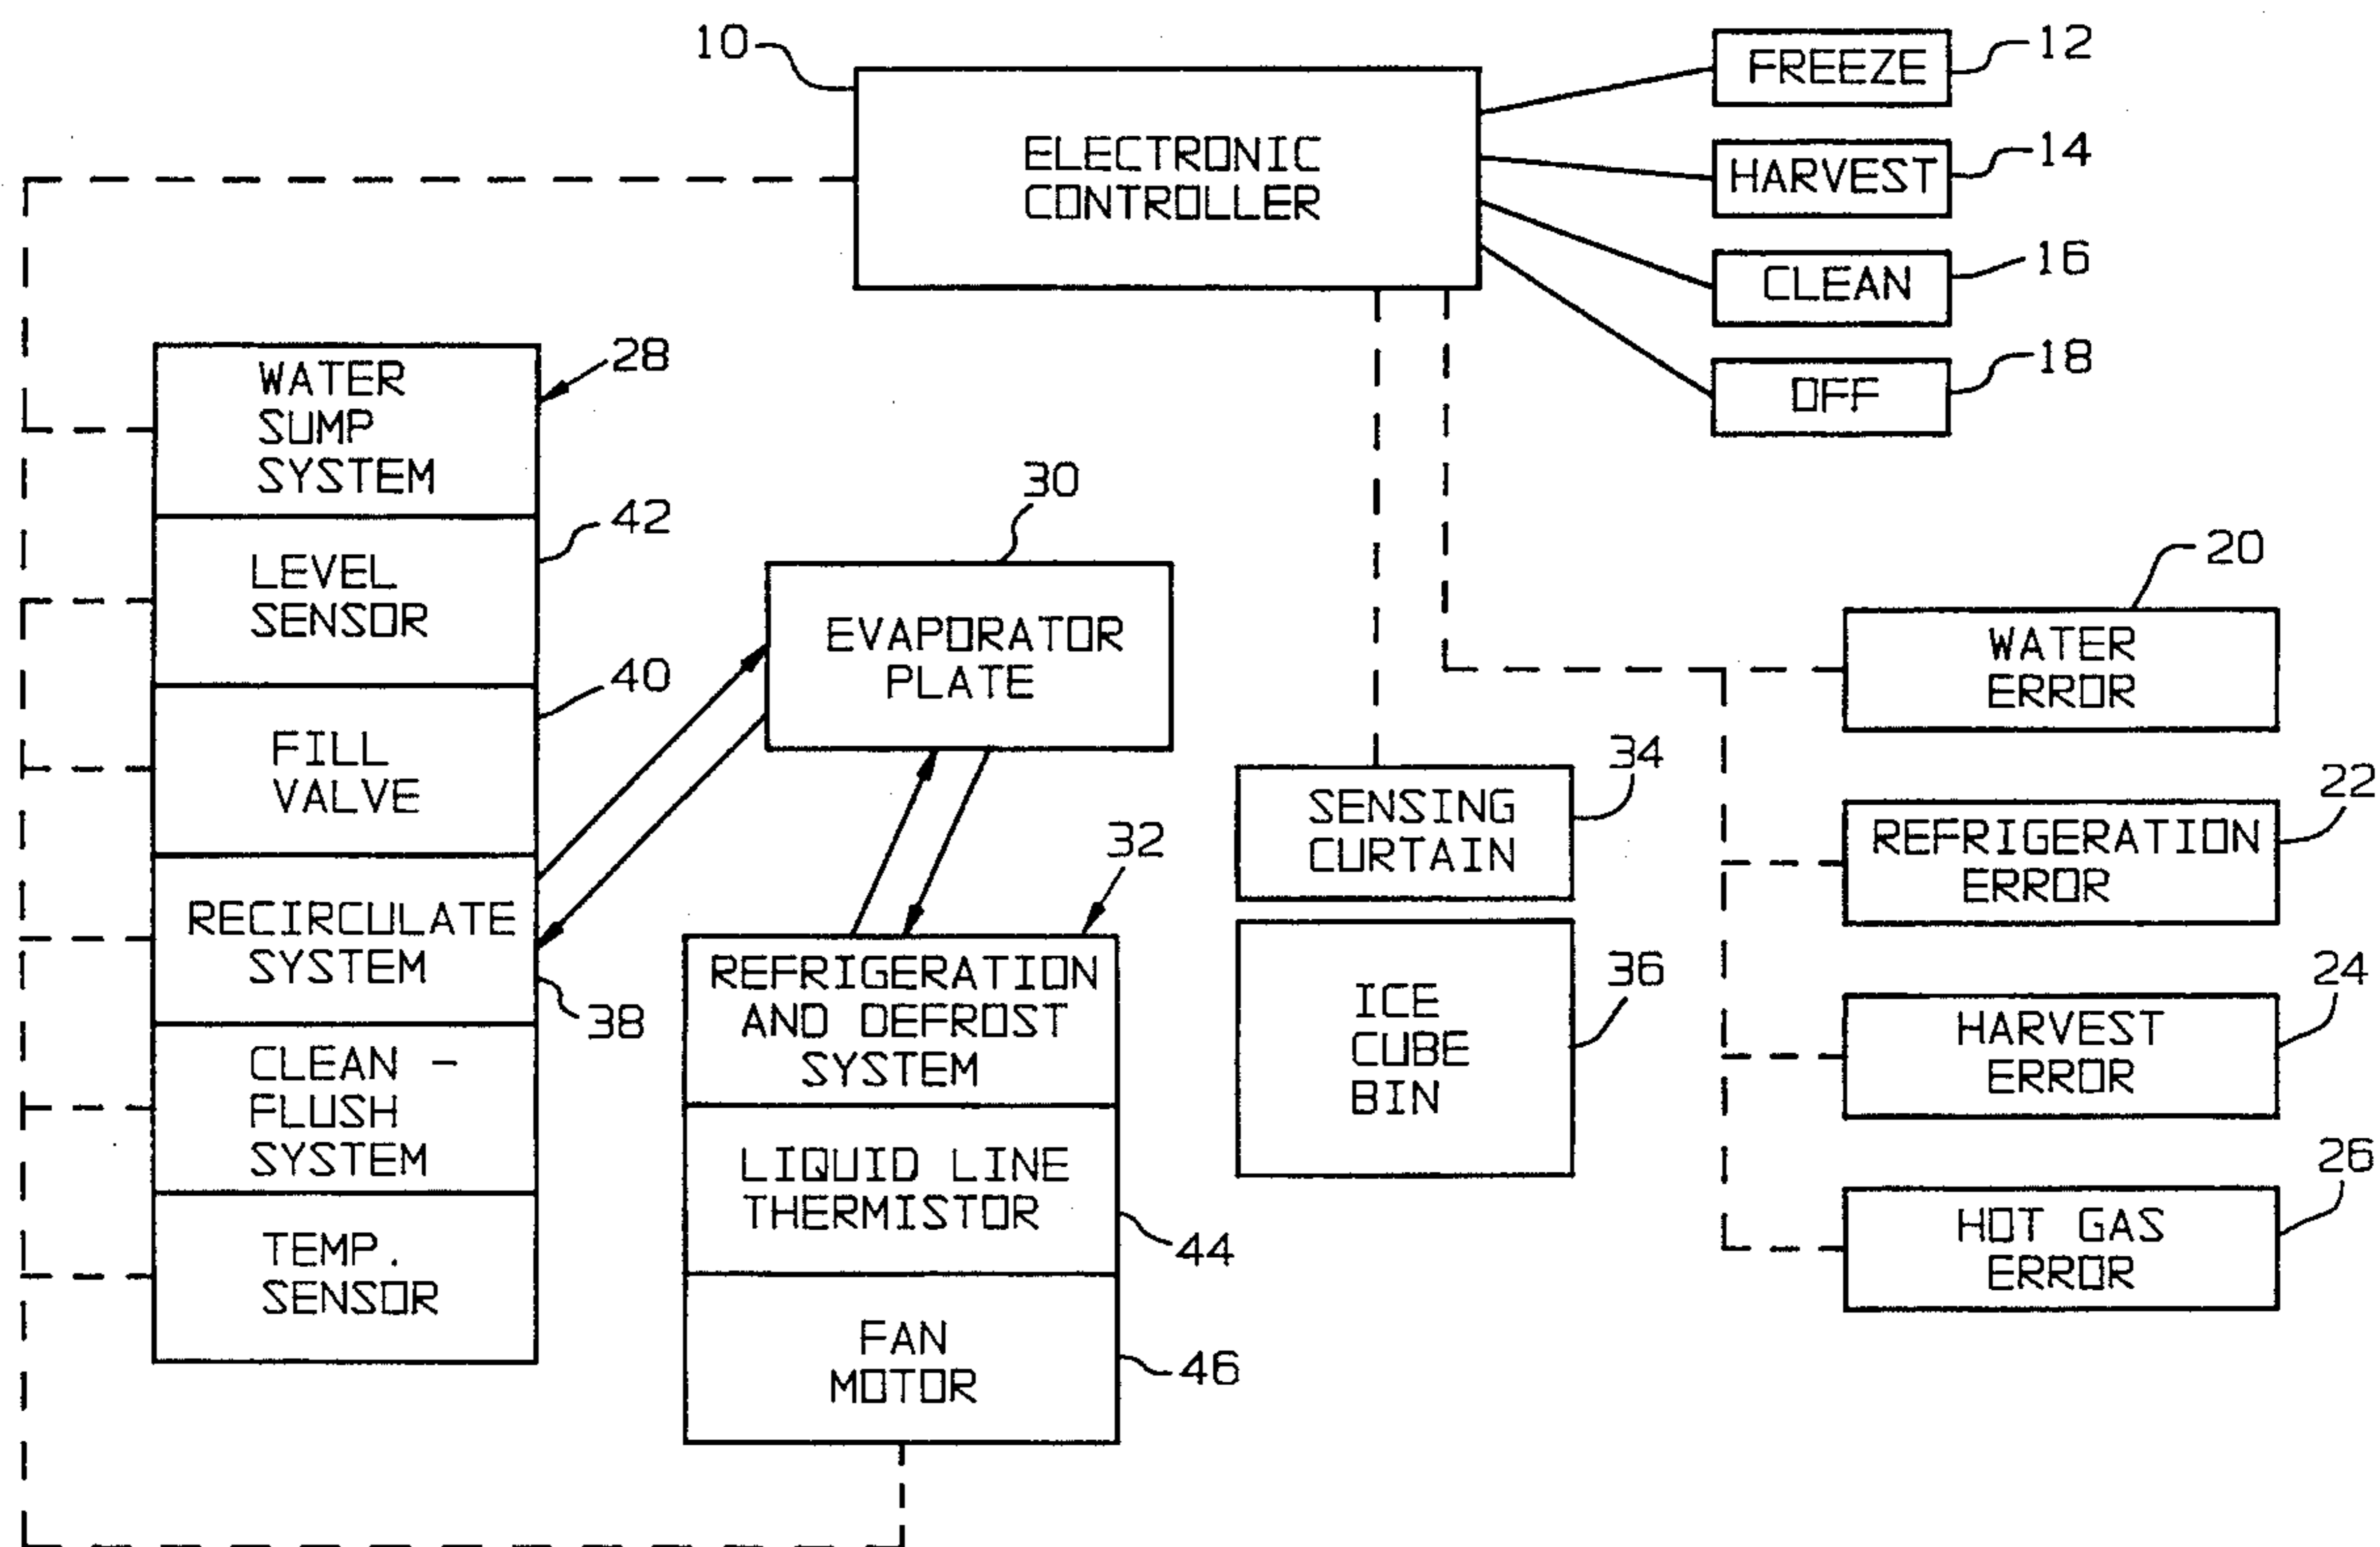 10
ELECTRONIC
CONTROLLER
FREEZE
12
HARVEST
14
CLEAN
16
OFF
18
WATER
SUMP
SYSTEM
28
LEVEL
SENSOR
42
FILL
VALVE
40
RECIRCULATE
SYSTEM
38
CLEAN -
FLUSH
SYSTEM
TEMP.
SENSOR
30
EVAPORATOR
PLATE
32
REFRIGERATION
AND DEFROST
SYSTEM
LIQUID LINE
THERMISTOR
44
FAN
MOTOR
46
SENSING
CURTAIN
34
ICE
CUBE
BIN
36
20
WATER
ERROR
22
REFRIGERATION
ERROR
24
HARVEST
ERROR
26
HOT GAS
ERROR